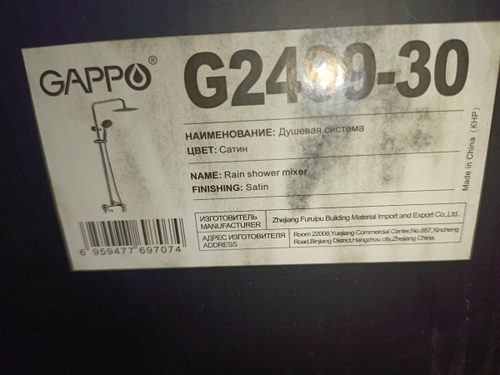 GAPPO®
G2499-30
НАИМЕНОВАНИЕ: Душевая система
ЦВЕТ: Сатин
NAME: Rain shower mixer
FINISHING: Satin
Made in China (КНР)
ИЗГОТОВИТЕЛЬ
MANUFACTURER
Zhejiang Furuipu Building Material Import and Export Co.,Ltd.
АДРЕС ИЗГОТОВИТЕЛЯ
ADDRESS
Room 22008,Yuejiang Commercial Center,No.857,Xincheng
Road,Binjiang District,Hangzhou city,Zhejiang China.
6 959477 697074